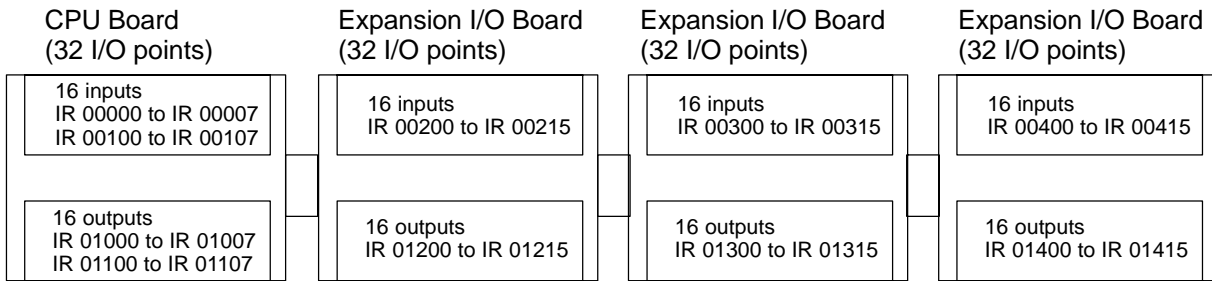 CPU Board
(32 I/O points)
16 inputs
IR 00000 to IR 00007
IR 00100 to IR 00107
16 outputs
IR 01000 to IR 01007
IR 01100 to IR 01107
Expansion I/O Board
(32 I/O points)
16 inputs
IR 00200 to IR 00215
16 outputs
IR 01200 to IR 01215
Expansion I/O Board
(32 I/O points)
16 inputs
IR 00300 to IR 00315
16 outputs
IR 01300 to IR 01315
Expansion I/O Board
(32 I/O points)
16 inputs
IR 00400 to IR 00415
16 outputs
IR 01400 to IR 01415